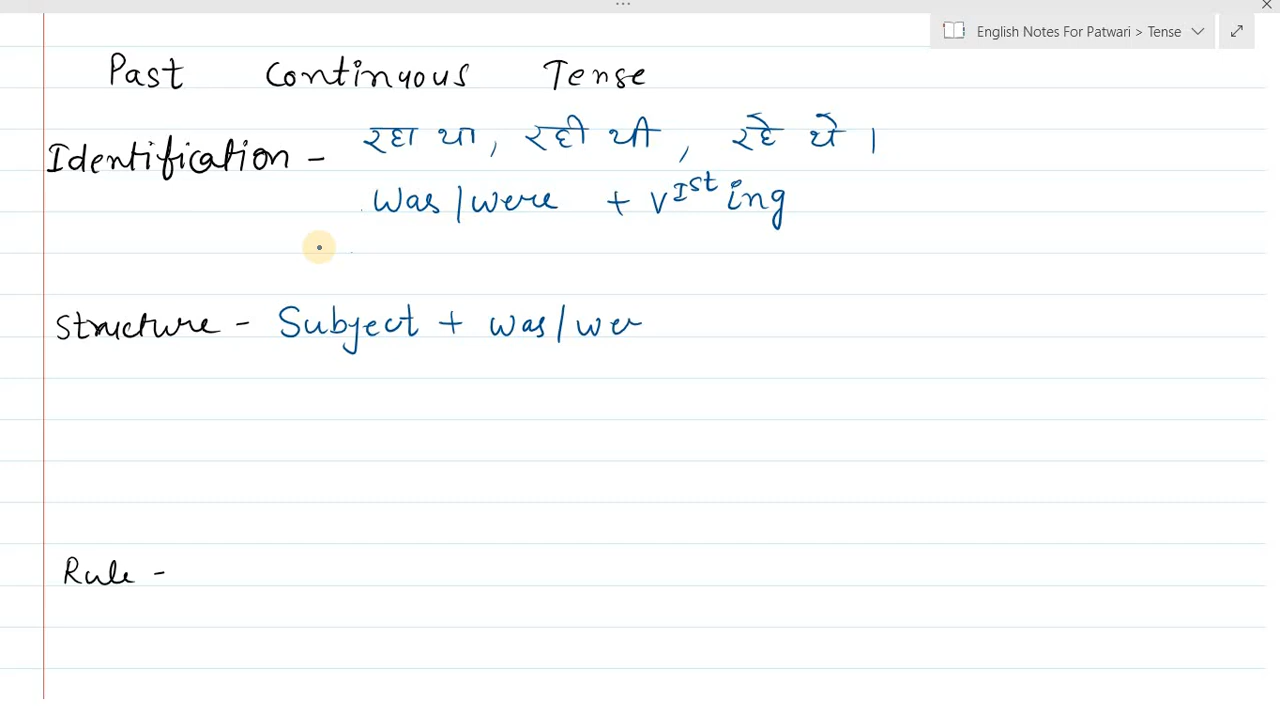 English Notes For Patwari > Tense
Past Continuous Tense
Identification - रहा था, रही थी, रहे थे।
Was/were + vIst ing
Structure - Subject + was/wer
Rule -